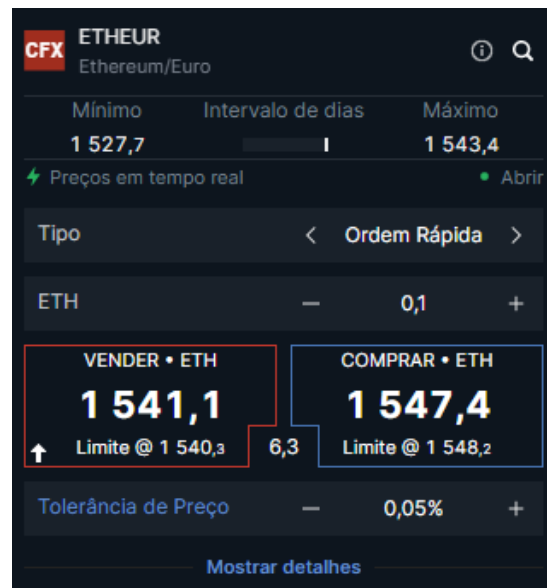 CFX ETHEUR
Ethereum/Euro
Mínimo Intervalo de dias Máximo
1 527,7 1 543,4
Preços em tempo real Abrir
Tipo < Ordem Rápida >
ETH — 0,1 +
VENDER • ETH COMPRAR • ETH
1 541,1 1 547,4
Limite @ 1 540,3 6,3 Limite @ 1 548,2
Tolerância de Preço — 0,05% +
Mostrar detalhes